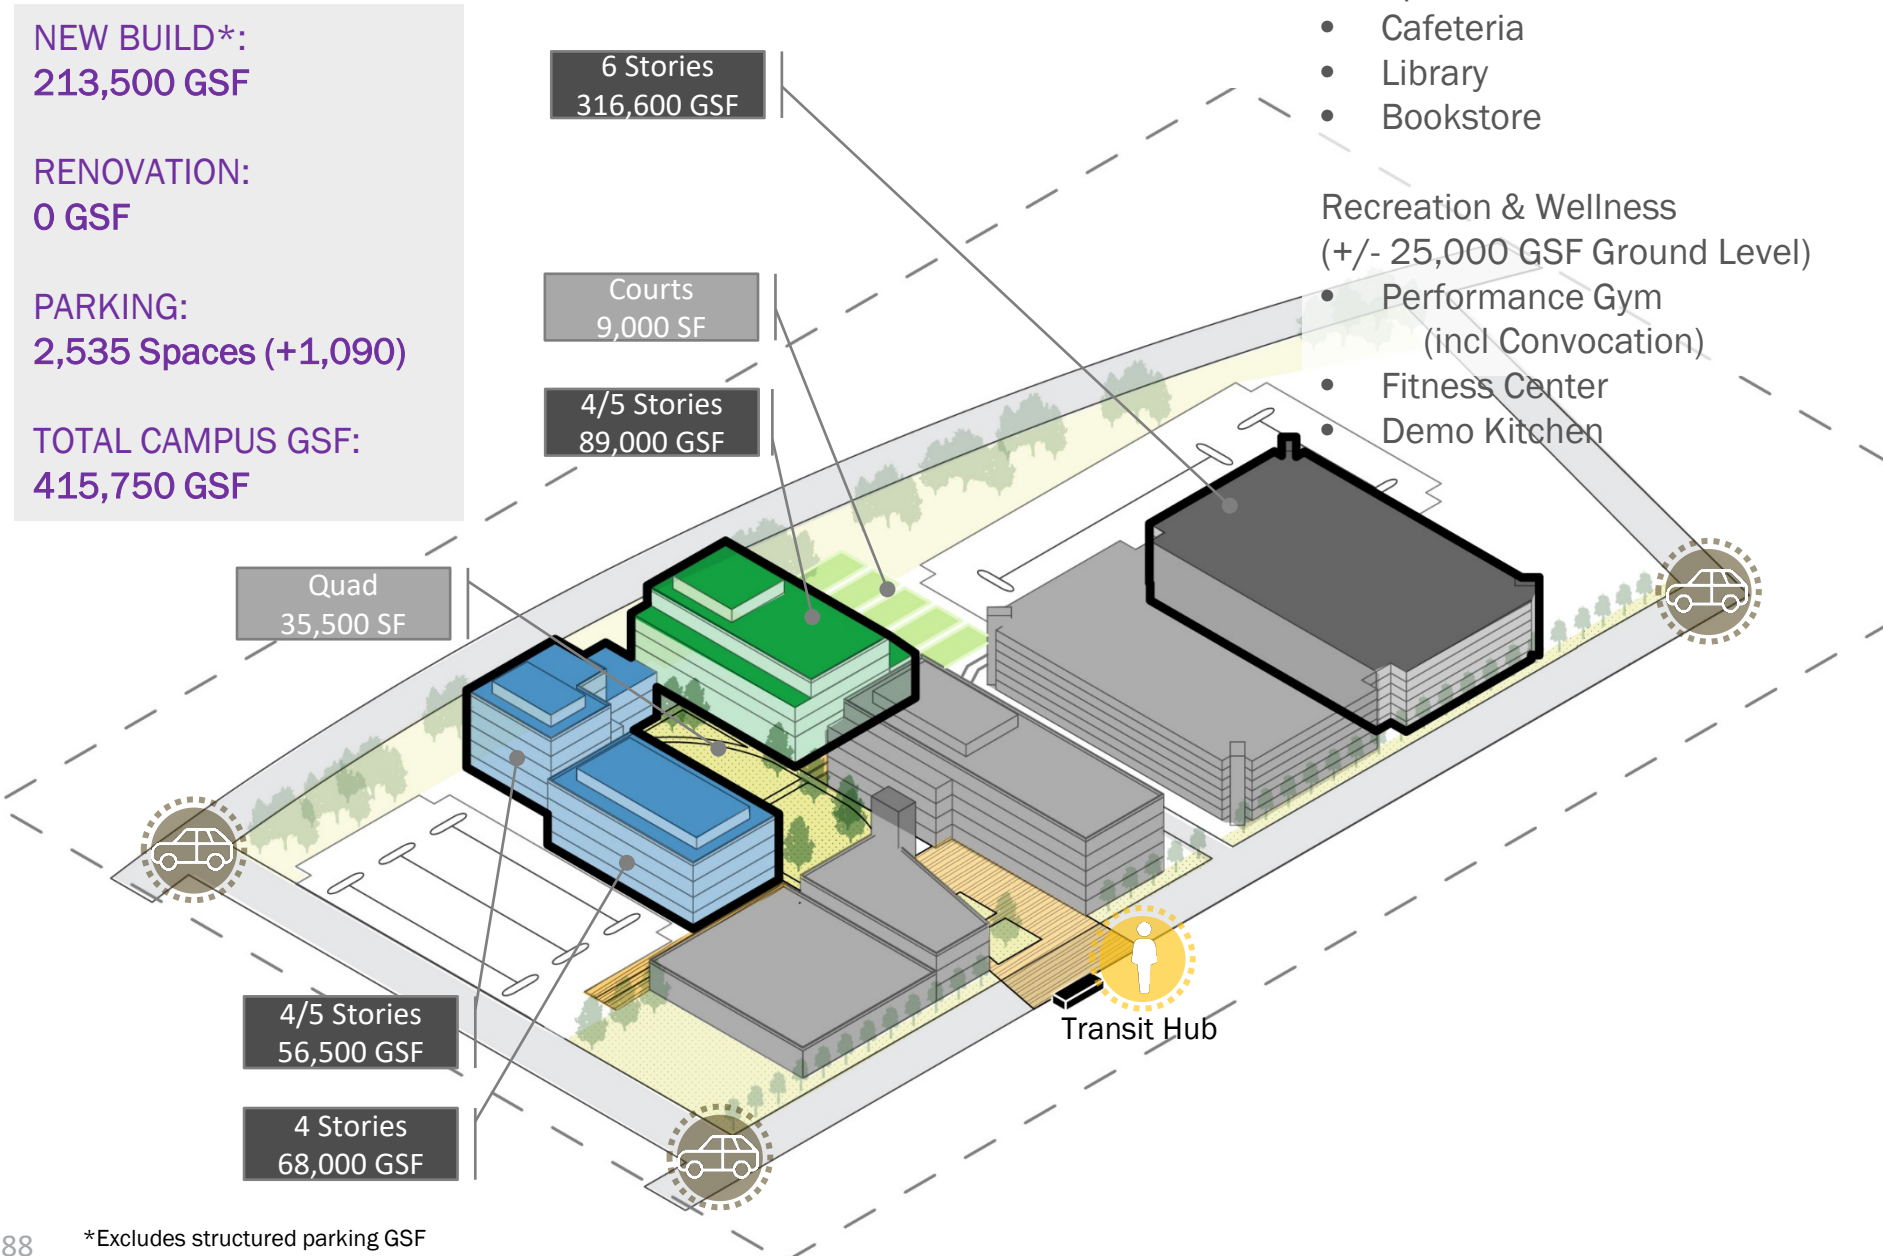 NEW BUILD*:
213,500 GSF
RENOVATION:
0 GSF
PARKING:
2,535 Spaces (+1,090)
TOTAL CAMPUS GSF:
415,750 GSF
6 Stories
316,600 GSF
Courts
9,000 SF
4/5 Stories
89,000 GSF
Quad
35,500 SF
4/5 Stories
56,500 GSF
4 Stories
68,000 GSF
• Cafeteria
• Library
• Bookstore
Recreation & Wellness
(+/- 25,000 GSF Ground Level)
• Performance Gym
(incl Convocation)
• Fitness Center
• Demo Kitchen
Transit Hub
88
*Excludes structured parking GSF